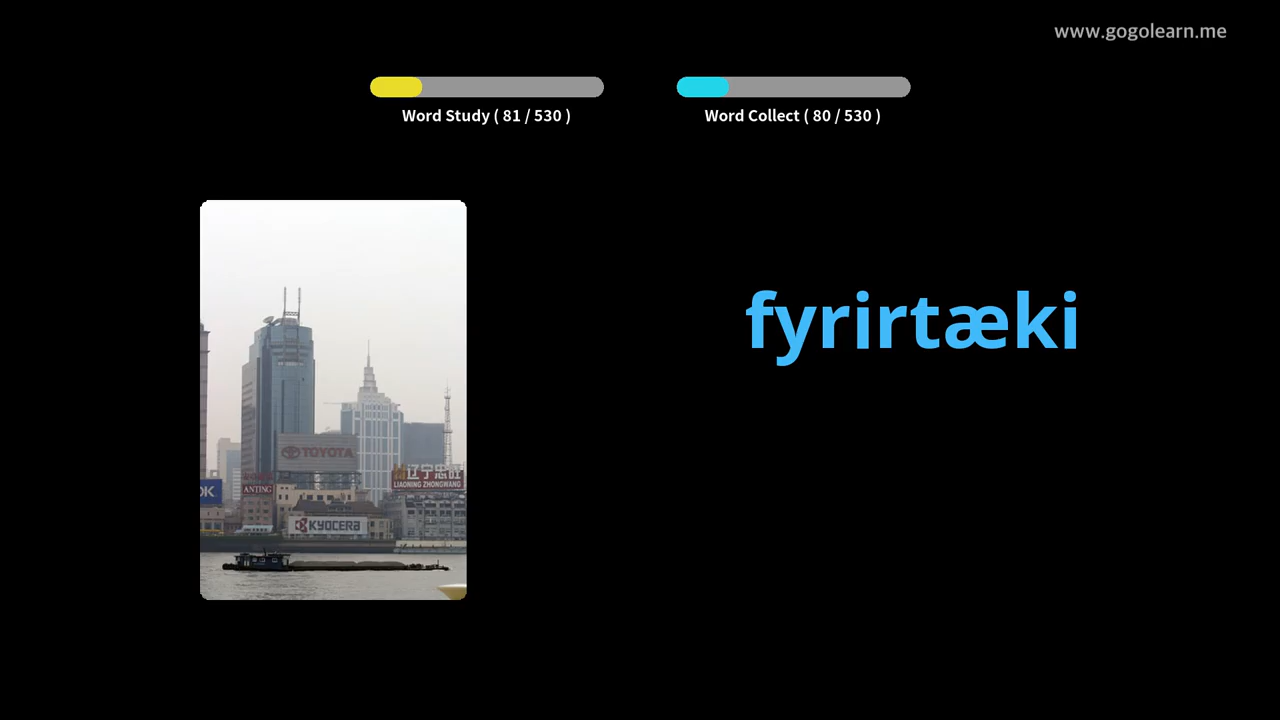 www.gogolearn.me
Word Study ( 81 / 530 )
Word Collect ( 80 / 530 )
fyrirtæki
TOYOTA
辽宁忠旺
LIAONING ZHONGWANG
ANTING
OK
KYOCERA